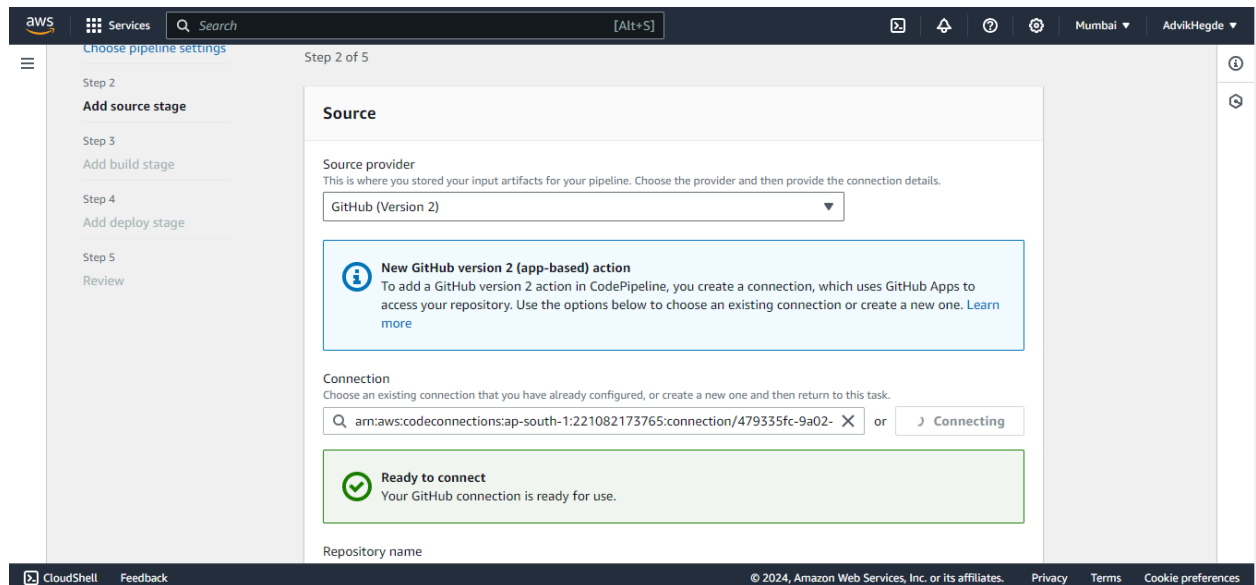 aws
Services
Search
[Alt+S]
Mumbai
AdvikHegde
Choose pipeline settings
Step 2
Add source stage
Step 3
Add build stage
Step 4
Add deploy stage
Step 5
Review
Step 2 of 5
Source
Source provider
This is where you stored your input artifacts for your pipeline. Choose the provider and then provide the connection details.
GitHub (Version 2)
New GitHub version 2 (app-based) action
To add a GitHub version 2 action in CodePipeline, you create a connection, which uses GitHub Apps to
access your repository. Use the options below to choose an existing connection or create a new one. Learn
more
Connection
Choose an existing connection that you have already configured, or create a new one and then return to this task.
arn:aws:codeconnections:ap-south-1:221082173765:connection/479335fc-9a02-
or
Connecting
Ready to connect
Your GitHub connection is ready for use.
Repository name
CloudShell
Feedback
© 2024, Amazon Web Services, Inc. or its affiliates.
Privacy
Terms
Cookie preferences